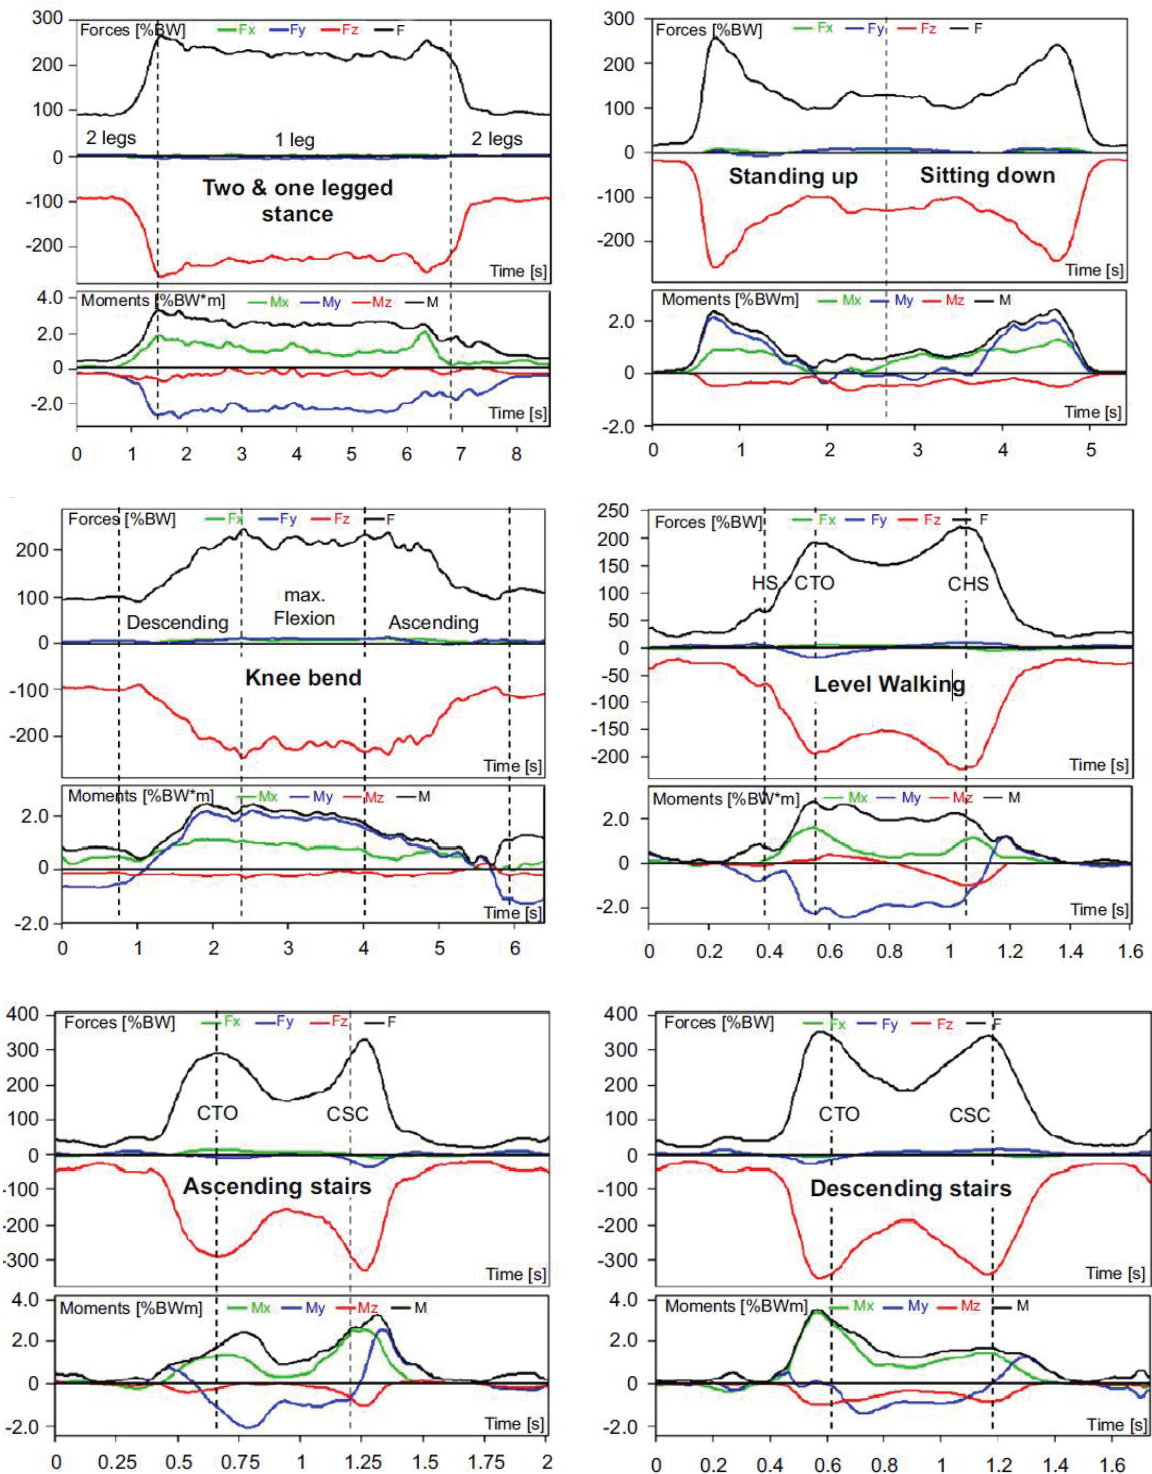 300
Forces [%BW] Fx Fy Fz F
200
100
2 legs 1 leg 2 legs
0
Two & one legged
stance
-100
-200
Time [s]
4.0
Moments [%BW*m] Mx My Mz M
2.0
0
-2.0
Time [s]
0 1 2 3 4 5 6 7 8
300
Forces [%BW] Fx Fy Fz F
200
100
0
Standing up Sitting down
-100
-200
Time [s]
Moments [%BWm] Mx My Mz M
2.0
0
Time [s]
-2.0
0 1 2 3 4 5
Forces [%BW] Fx Fy Fz F
200
100
max.
Flexion
Descending Ascending
0
Knee bend
-100
-200
Time [s]
Moments [%BW*m] Mx My Mz M
2.0
0
Time [s]
-2.0
0 1 2 3 4 5 6
250
Forces [%BW] Fx Fy Fz F
200
150
HS CTO CHS
100
50
0
-50
Level Walking
-100
-150
-200
Time [s]
Moments [%BW*m] Mx My Mz M
2.0
0
-2.0
Time [s]
0 0.2 0.4 0.6 0.8 1 1.2 1.4 1.6
400
Forces [%BW] Fx Fy Fz F
300
200
CTO CSC
100
0
-100
Ascending stairs
-200
-300
Time [s]
4.0
Moments [%BWm] Mx My Mz M
2.0
0
-2.0
Time [s]
0 0.25 0.5 0.75 1 1.25 1.5 1.75 2
400
Forces [%BW] Fx Fy Fz F
300
200
CTO CSC
100
0
-100
Descending stairs
-200
-300
Time [s]
4.0
Moments [%BWm] Mx My Mz M
2.0
0
-2.0
Time [s]
0 0.2 0.4 0.6 0.8 1 1.2 1.4 1.6